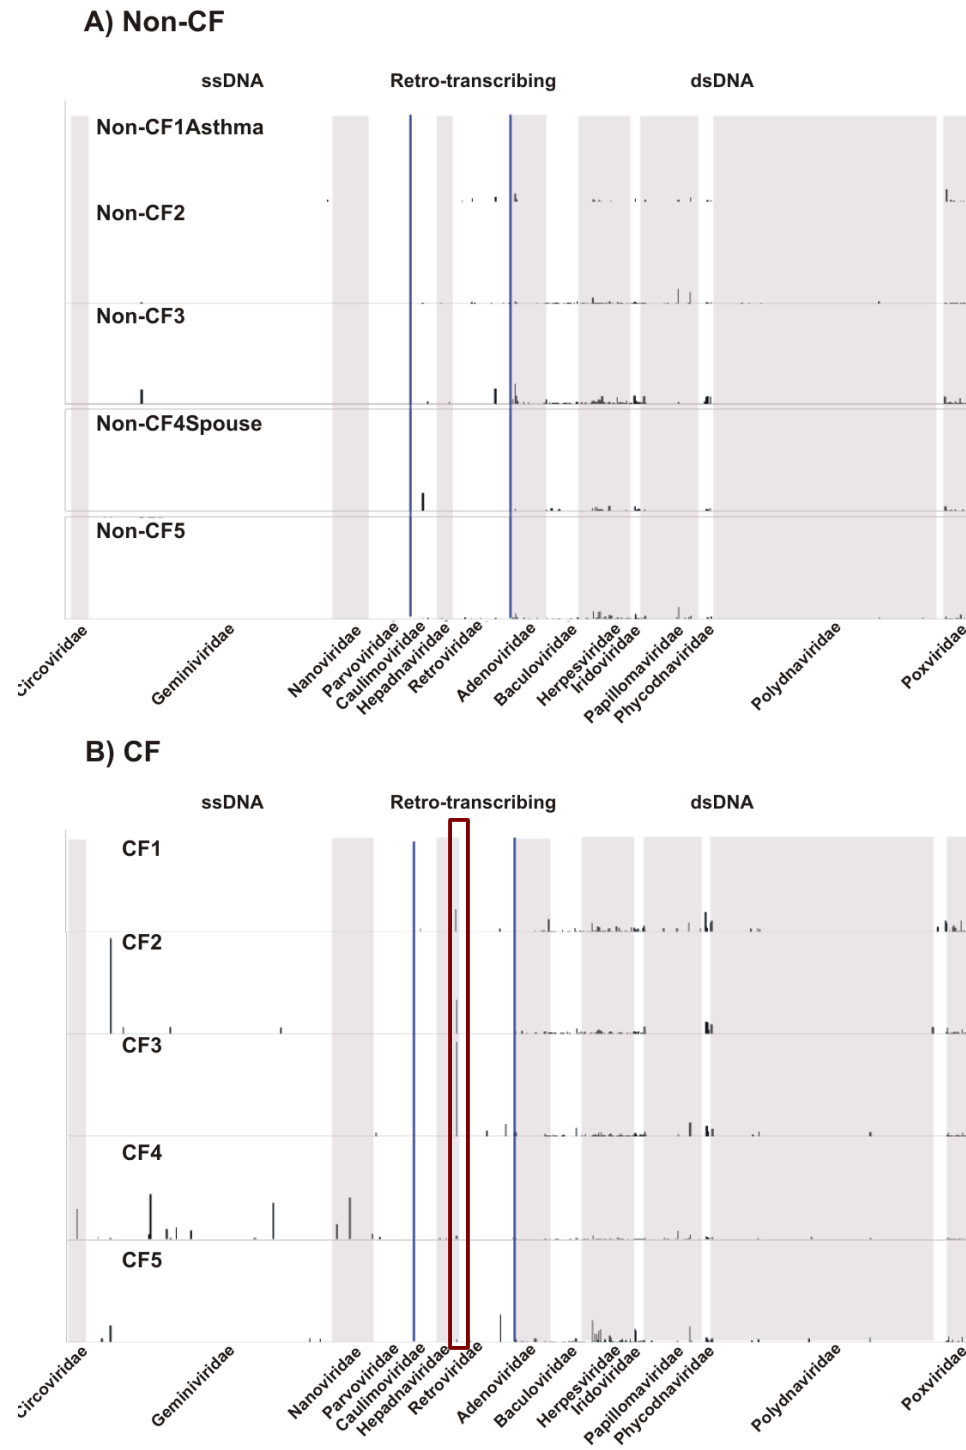 A) Non-CF
ssDNA Retro-transcribing dsDNA
Non-CF1Asthma
Non-CF2
Non-CF3
Non-CF4Spouse
Non-CF5
Circoviridae Geminiviridae Nanoviridae Parvoviridae Caulimoviridae Hepadnaviridae Retroviridae Adenoviridae Baculoviridae Herpesviridae Iridoviridae Papillomaviridae Phycodnaviridae Polydnaviridae Poxviridae
B) CF
ssDNA Retro-transcribing dsDNA
CF1
CF2
CF3
CF4
CF5
Circoviridae Geminiviridae Nanoviridae Parvoviridae Caulimoviridae Hepadnaviridae Retroviridae Adenoviridae Baculoviridae Herpesviridae Iridoviridae Papillomaviridae Phycodnaviridae Polydnaviridae Poxviridae